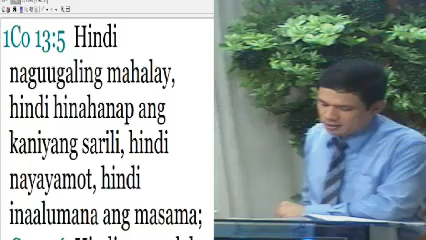 1Co 13:5 Hindi
naguugaling mahalay,
hindi hinahanap ang
kaniyang sarili, hindi
nayayamot, hindi
inaalumana ang masama;